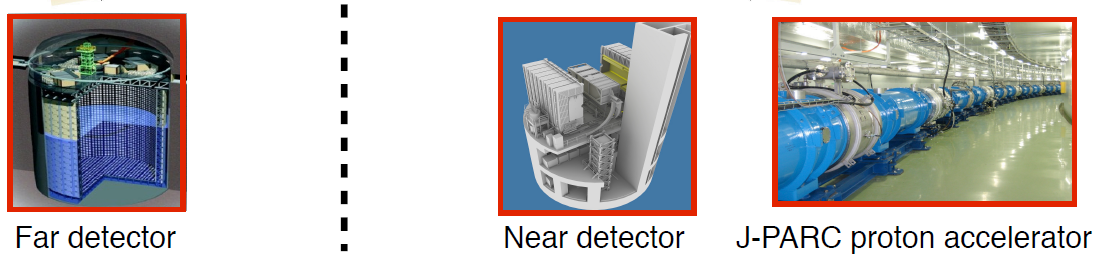 Far detector
Near detector
J-PARC proton accelerator